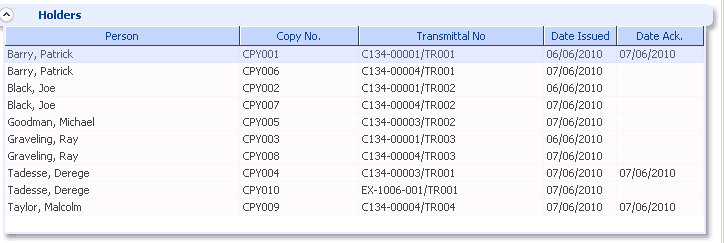 Holders
Person Copy No. Transmittal No Date Issued Date Ack.
Barry, Patrick CPY001 C134-00001/TR001 06/06/2010 07/06/2010
Barry, Patrick CPY006 C134-00004/TR001 07/06/2010
Black, Joe CPY002 C134-00001/TR002 06/06/2010
Black, Joe CPY007 C134-00004/TR002 07/06/2010
Goodman, Michael CPY005 C134-00003/TR002 07/06/2010
Graveling, Ray CPY003 C134-00001/TR003 06/06/2010
Graveling, Ray CPY008 C134-00004/TR003 07/06/2010
Tadesse, Derege CPY004 C134-00003/TR001 07/06/2010 07/06/2010
Tadesse, Derege CPY010 EX-1006-001/TR001 07/06/2010
Taylor, Malcolm CPY009 C134-00004/TR004 07/06/2010 07/06/2010